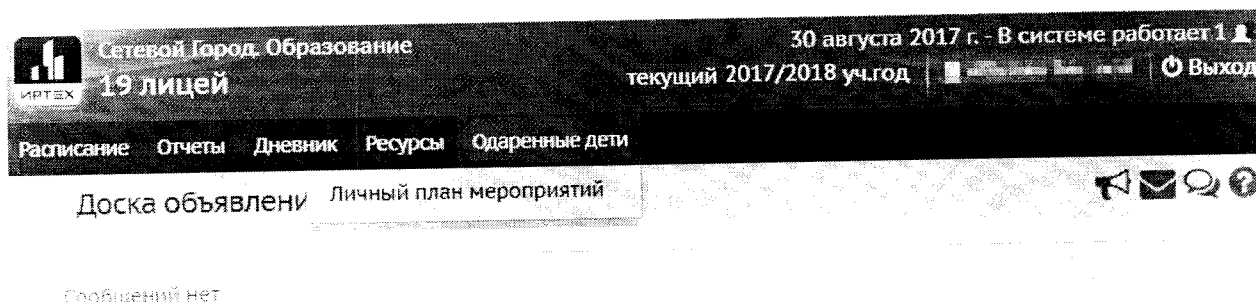 Сетевой Город. Образование
19 лицей
ИРТЕХ
30 августа 2017 г. - В системе работает 1
текущий 2017/2018 уч.год
Выход
Расписание Отчеты Дневник Ресурсы Одаренные дети
Доска объявлени
Личный план мероприятий
Сообщений нет